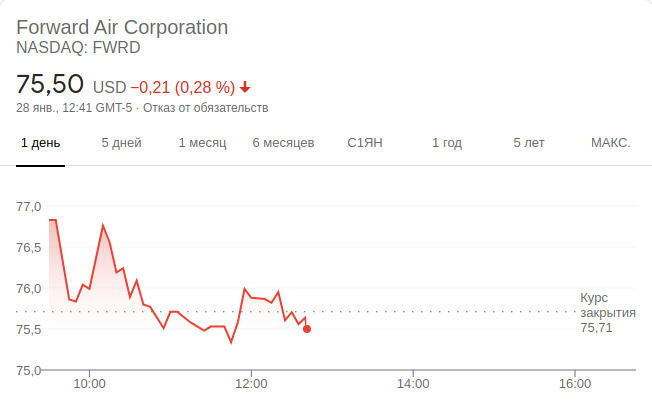 Forward Air Corporation
NASDAQ: FWRD
75,50 USD −0,21 (0,28 %)
28 янв., 12:41 GMT-5 · Отказ от обязательств
1 день 5 дней 1 месяц 6 месяцев С1ЯН 1 год 5 лет МАКС.
77,0
76,5
76,0
Курс
закрытия
75,71
75,5
75,0
10:00 12:00 14:00 16:00